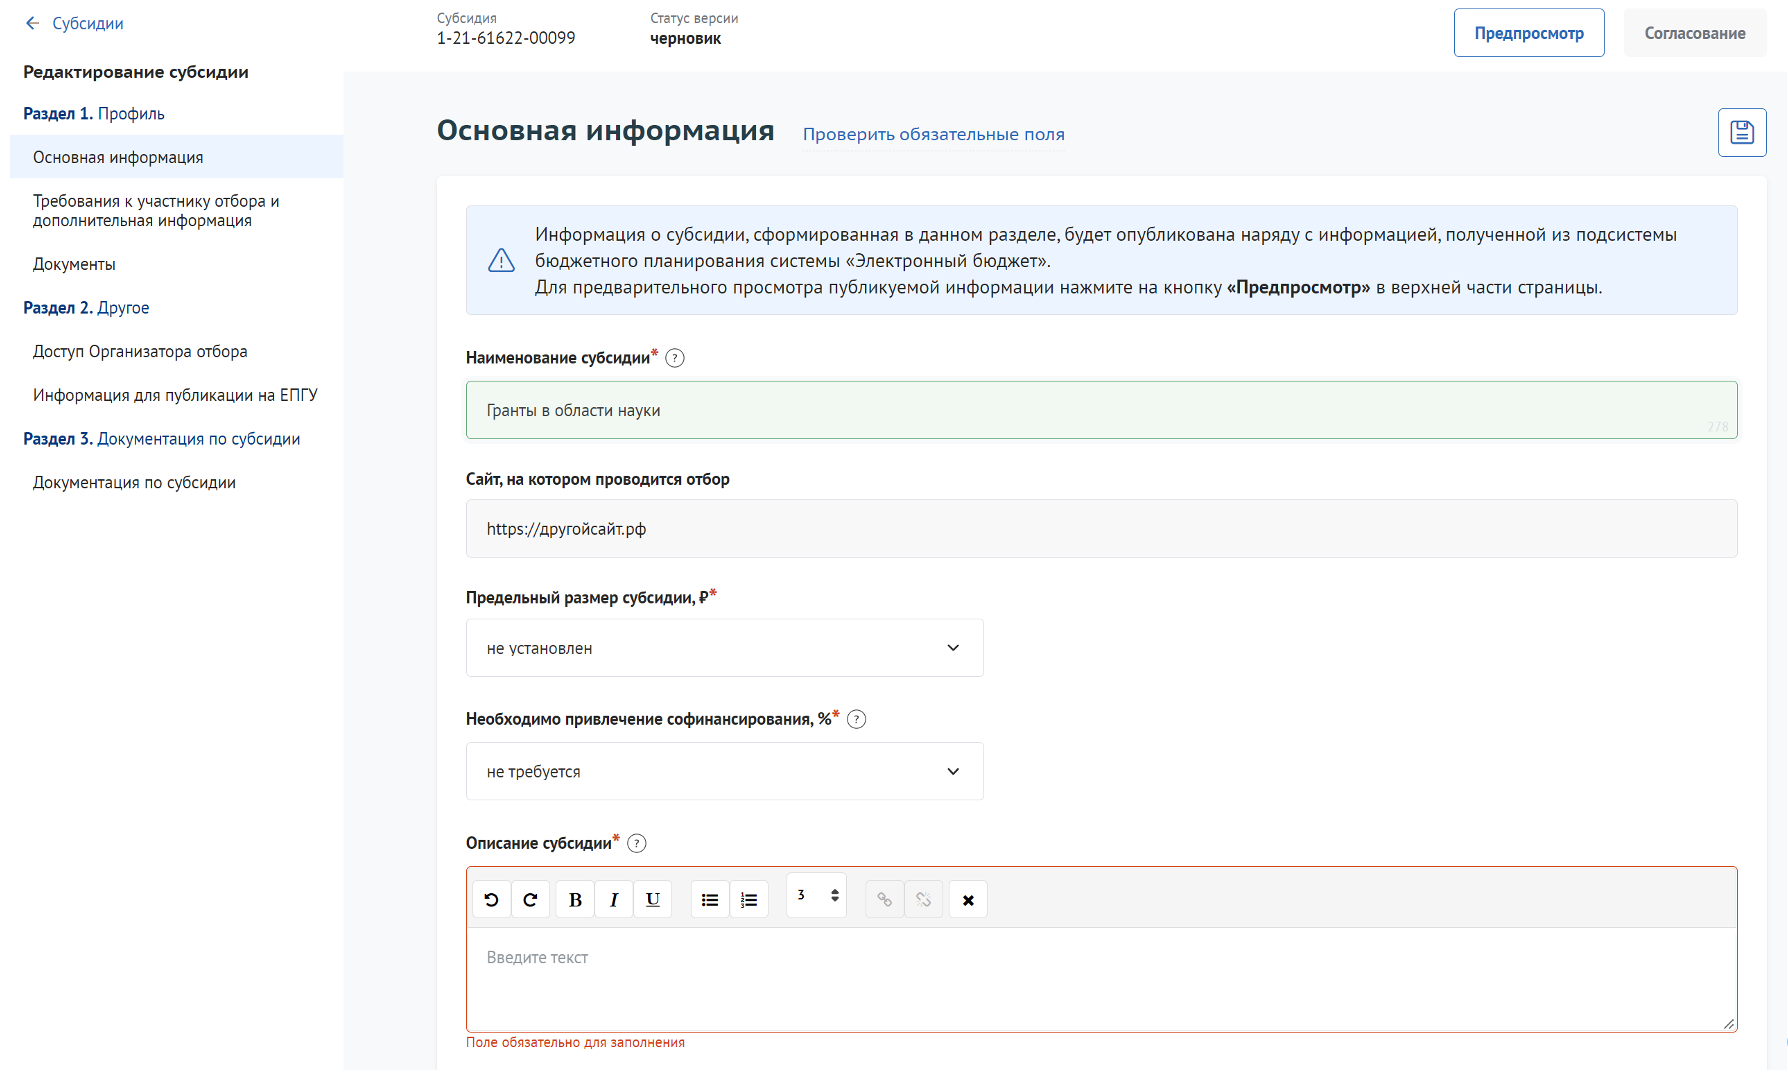 Субсидии
Редактирование субсидии
Раздел 1. Профиль
Основная информация
Требования к участнику отбора и
дополнительная информация
Документы
Раздел 2. Другое
Доступ Организатора отбора
Информация для публикации на ЕПГУ
Раздел 3. Документация по субсидии
Документация по субсидии
Субсидия
1-21-61622-00099
Статус версии
черновик
Предпросмотр
Согласование
Основная информация
Проверить обязательные поля
Информация о субсидии, сформированная в данном разделе, будет опубликована наряду с информацией, полученной из подсистемы
бюджетного планирования системы «Электронный бюджет».
Для предварительного просмотра публикуемой информации нажмите на кнопку «Предпросмотр» в верхней части страницы.
Наименование субсидии* ?
Гранты в области науки
278
Сайт, на котором проводится отбор
https://другойсайт.рф
Предельный размер субсидии, ₽*
не установлен
Необходимо привлечение софинансирования, %* ?
не требуется
Описание субсидии* ?
B I U 3
Введите текст
Поле обязательно для заполнения